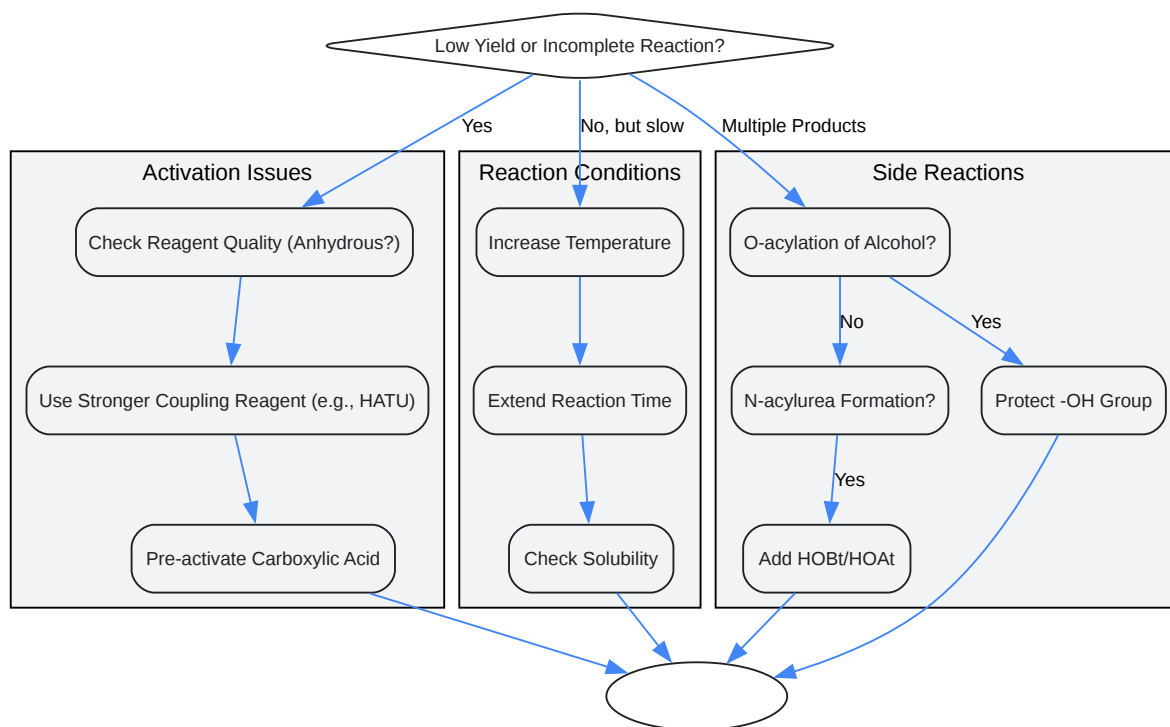 Low Yield or Incomplete Reaction?
Yes
No, but slow
Multiple Products
Activation Issues
Reaction Conditions
Side Reactions
Check Reagent Quality (Anhydrous?)
Increase Temperature
O-acylation of Alcohol?
No
Yes
Use Stronger Coupling Reagent (e.g., HATU)
Extend Reaction Time
N-acylurea Formation?
Protect -OH Group
Yes
Pre-activate Carboxylic Acid
Check Solubility
Add HOBt/HOAt